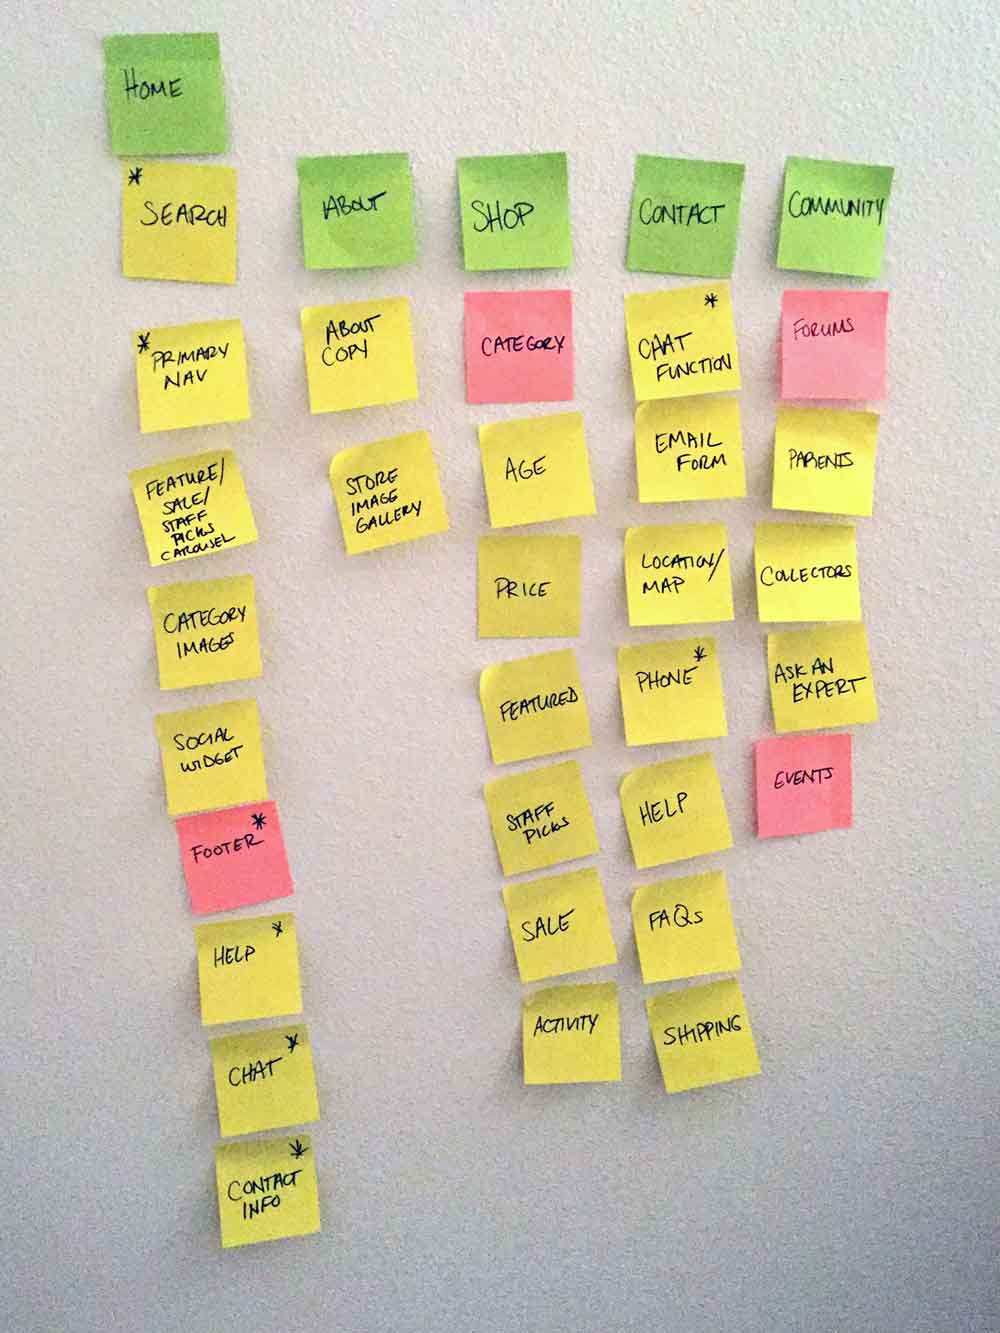 HOME
* SEARCH
* PRIMARY
NAV
FEATURE/
SALE/
STAFF
PICKS
CAROUSEL
CATEGORY
IMAGES
SOCIAL
WIDGET
FOOTER *
HELP *
CHAT *
CONTACT *
INFO
ABOUT
ABOUT
COPY
STORE
IMAGE
GALLERY
SHOP
CATEGORY
AGE
PRICE
FEATURED
STAFF
PICKS
SALE
ACTIVITY
CONTACT
*
CHAT
FUNCTION
EMAIL
FORM
LOCATION/
MAP
PHONE *
HELP
FAQs
SHIPPING
COMMUNITY
FORUMS
PARENTS
COLLECTORS
ASK AN
EXPERT
EVENTS